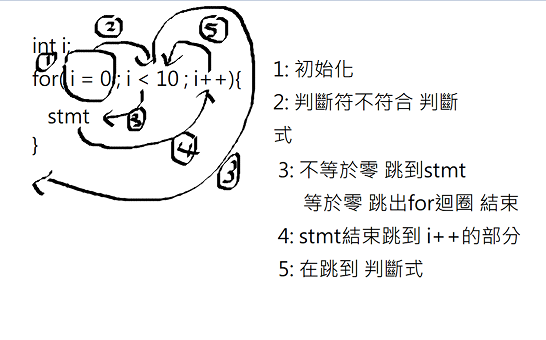 int i;
①
②
⑤
for( i = 0 ; i < 10 ; i++){
stmt
③
④
}
③
1: 初始化
2: 判斷符不符合 判斷
式
3: 不等於零 跳到stmt
等於零 跳出for迴圈 結束
4: stmt結束跳到 i++的部分
5: 在跳到 判斷式